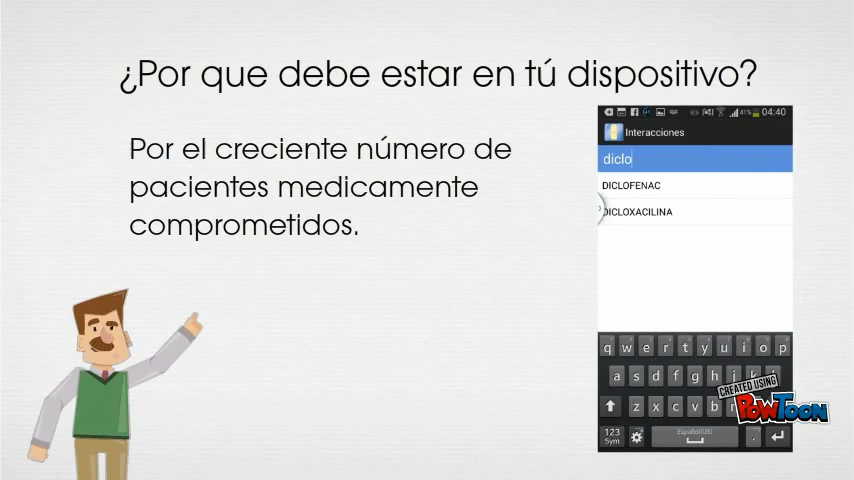 ¿Por que debe estar en tú dispositivo?
Por el creciente número de
pacientes medicamente
comprometidos.
41% 04:40
Interacciones
diclo
DICLOFENAC
DICLOXACILINA
q w e r t y u i o p
a s d f g h j k
z x c v b
123
Sym
Español(US)
.
CREATED USING
POWTOON